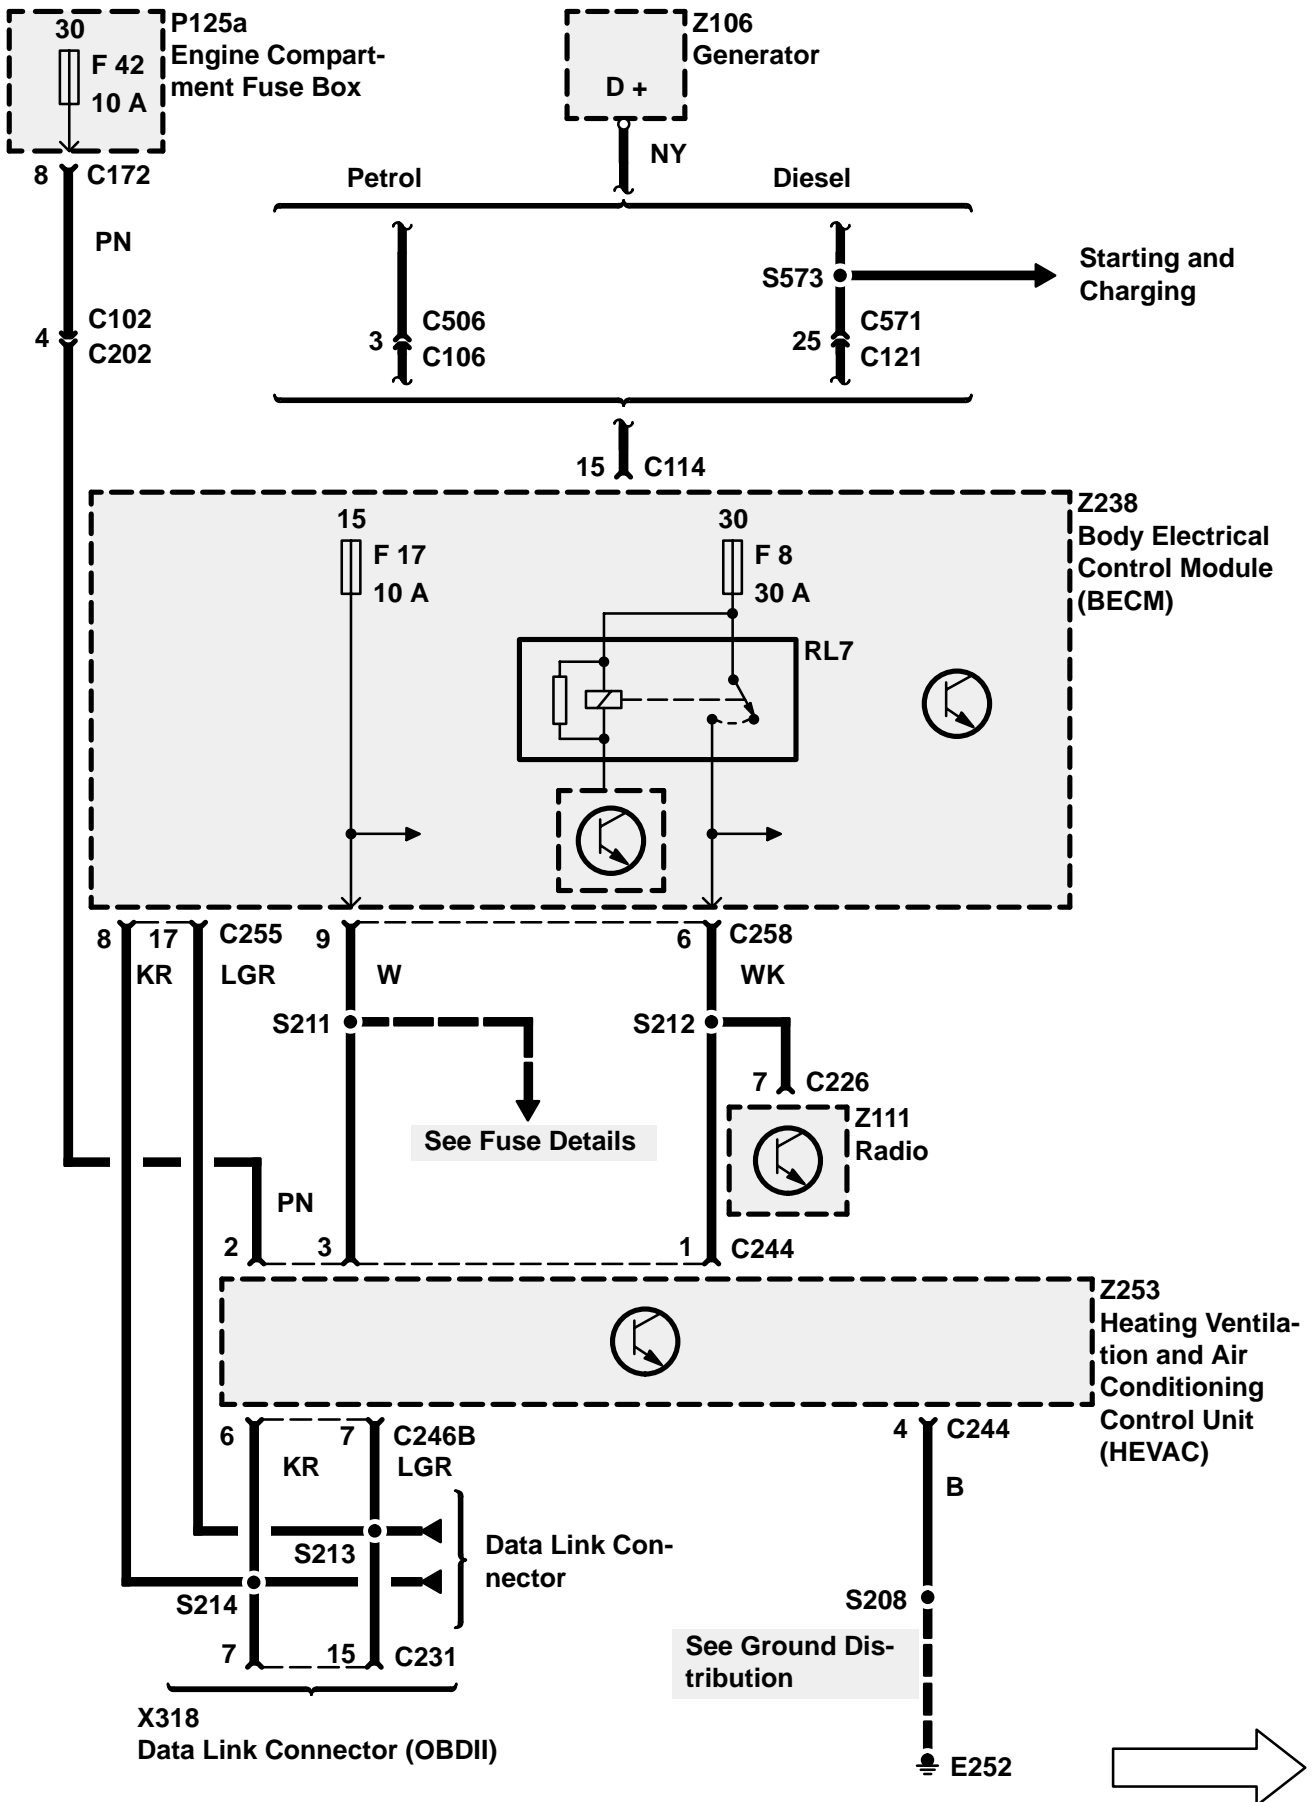 30
F 42
10 A
P125a
Engine Compart-
ment Fuse Box
Z106
Generator
D +
8 C172
NY
Petrol
Diesel
PN
S573
Starting and
Charging
4 C102
C202
3 C506
C106
25 C571
C121
15 C114
Z238
Body Electrical
Control Module
(BECM)
15
F 17
10 A
30
F 8
30 A
RL7
8 17 C255
9
6 C258
KR LGR
W
WK
S211
S212
7 C226
Z111
Radio
See Fuse Details
PN
2 3 1 C244
Z253
Heating Ventila-
tion and Air
Conditioning
Control Unit
(HEVAC)
6 7 C246B
KR LGR
4 C244
B
S213
Data Link Con-
nector
S214
S208
7 15 C231
See Ground Dis-
tribution
X318
Data Link Connector (OBDII)
E252